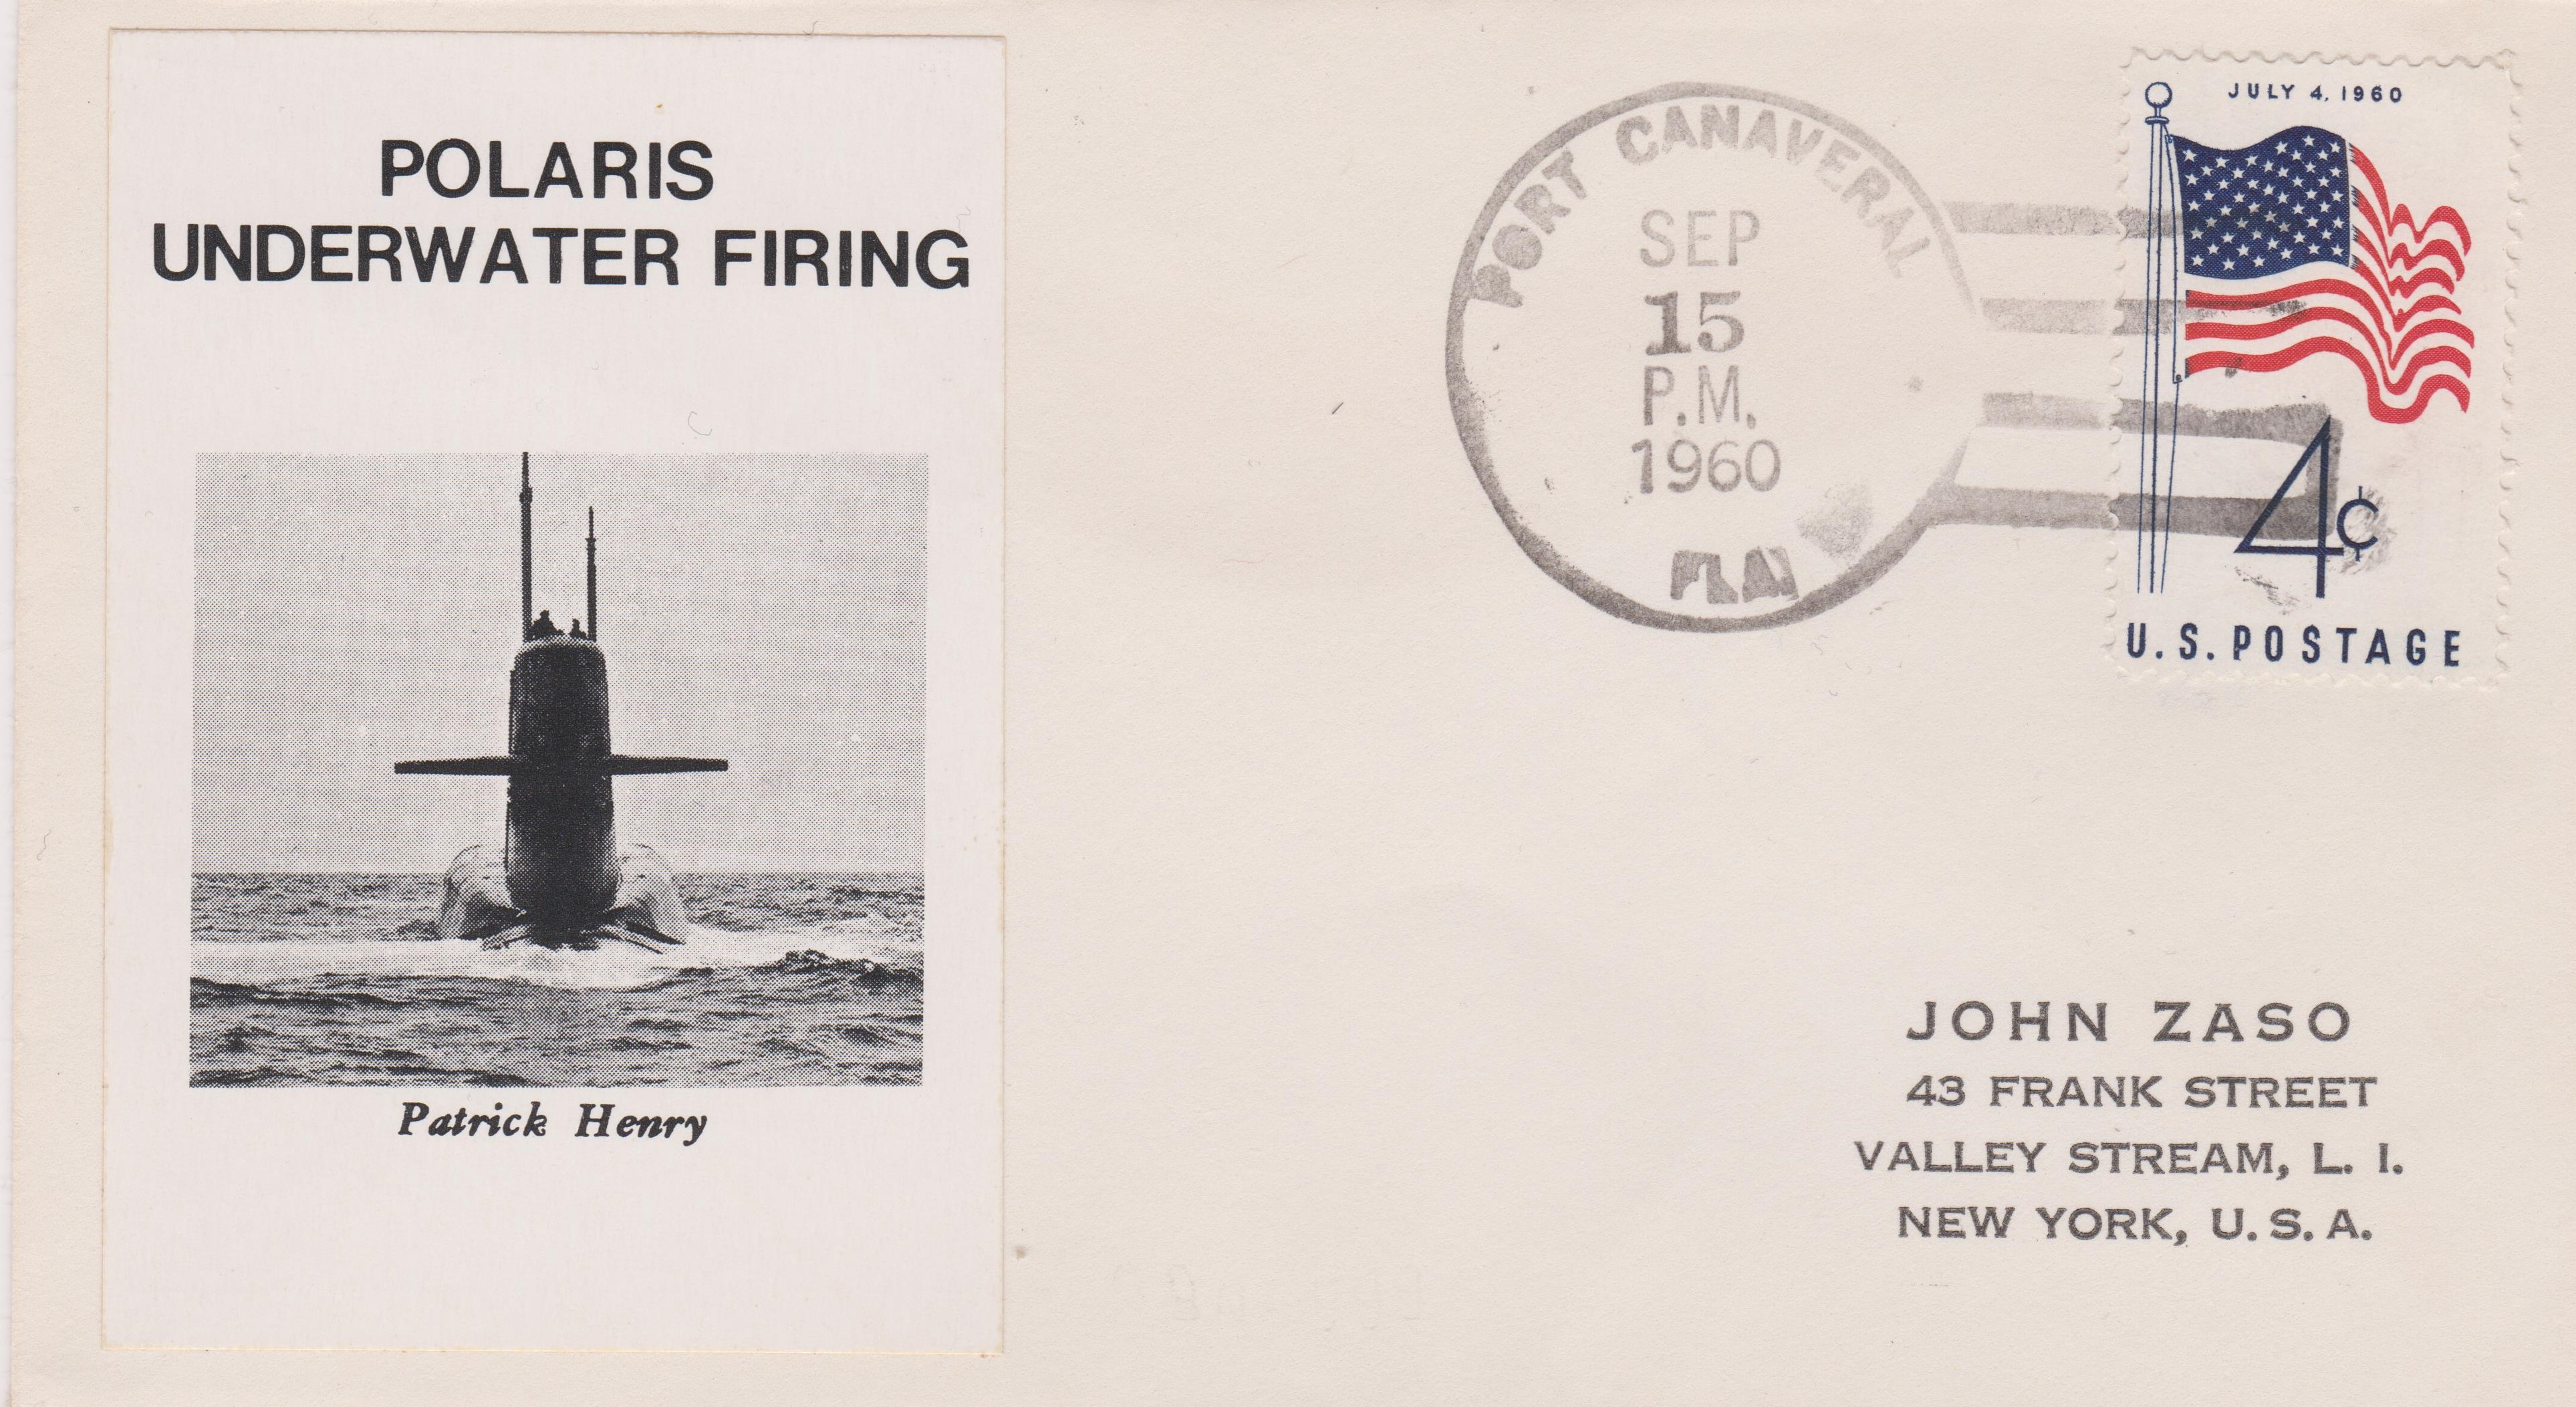 POLARIS
UNDERWATER FIRING
Patrick Henry
PORT CANAVERAL
SEP
15
P.M.
1960
FLA
JULY 4, 1960
4¢
U.S. POSTAGE
JOHN ZASO
43 FRANK STREET
VALLEY STREAM, L. I.
NEW YORK, U. S. A.